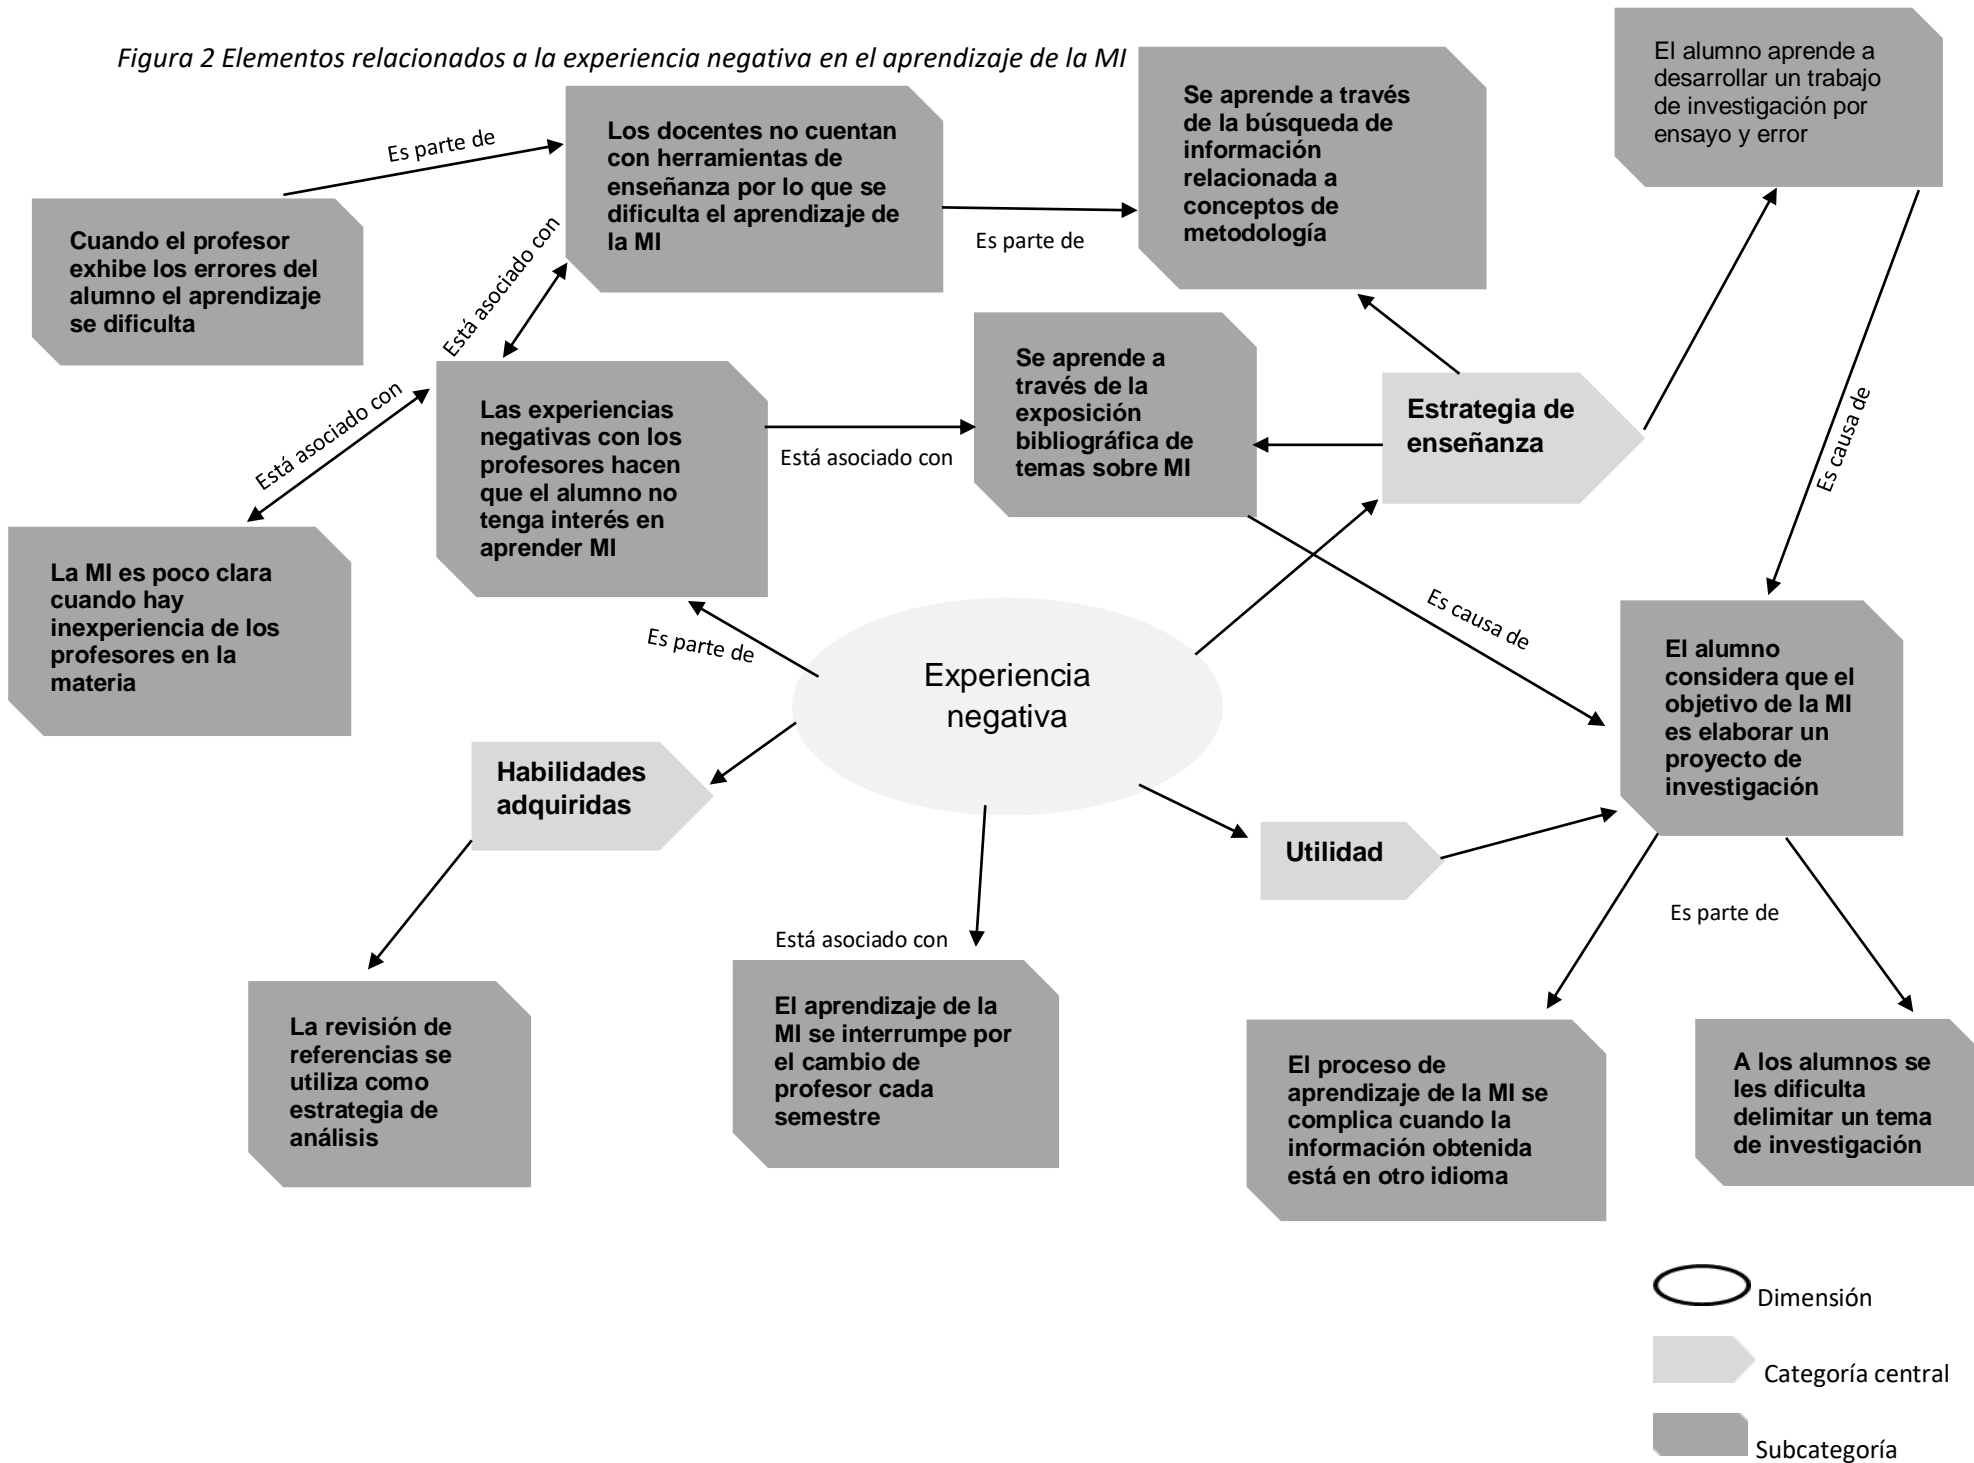 Figura 2 Elementos relacionados a la experiencia negativa en el aprendizaje de la MI
El alumno aprende a
desarrollar un trabajo
de investigación por
ensayo y error
Se aprende a través
de la búsqueda de
información
relacionada a
conceptos de
metodología
Los docentes no cuentan
con herramientas de
enseñanza por lo que se
dificulta el aprendizaje de
la MI
Es parte de
Cuando el profesor
exhibe los errores del
alumno el aprendizaje
se dificulta
Es parte de
Está asociado con
Está asociado con
Las experiencias
negativas con los
profesores hacen
que el alumno no
tenga interés en
aprender MI
Está asociado con
Se aprende a
través de la
exposición
bibliográfica de
temas sobre MI
Estrategia de
enseñanza
Es causa de
La MI es poco clara
cuando hay
inexperiencia de los
profesores en la
materia
Es parte de
Experiencia
negativa
Es causa de
El alumno
considera que el
objetivo de la MI
es elaborar un
proyecto de
investigación
Habilidades
adquiridas
Utilidad
Es parte de
Está asociado con
La revisión de
referencias se
utiliza como
estrategia de
análisis
El aprendizaje de la
MI se interrumpe por
el cambio de
profesor cada
semestre
El proceso de
aprendizaje de la MI se
complica cuando la
información obtenida
está en otro idioma
A los alumnos se
les dificulta
delimitar un tema
de investigación
Dimensión
Categoría central
Subcategoría